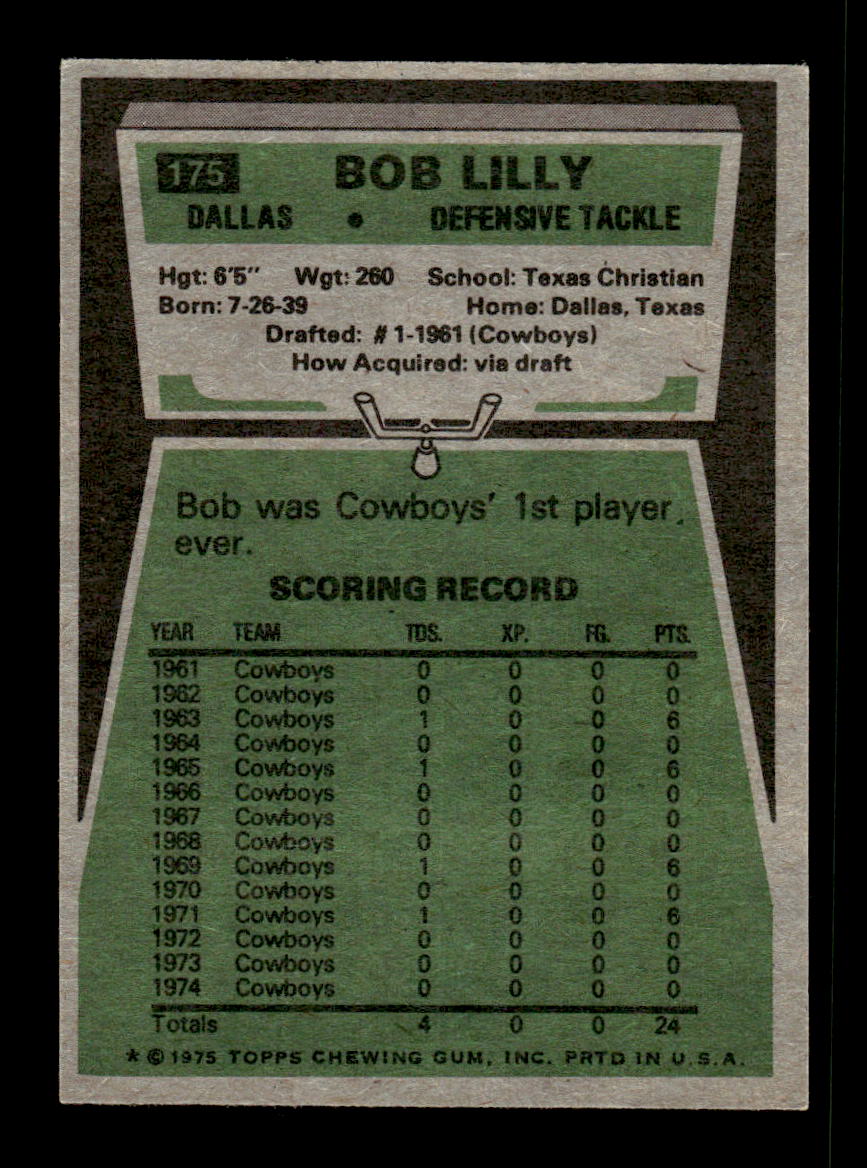 175 BOB LILLY
DALLAS • DEFENSIVE TACKLE
Hgt: 6'5" Wgt: 260 School: Texas Christian
Born: 7-26-39 Home: Dallas, Texas
Drafted: #1-1961 (Cowboys)
How Acquired: via draft
Bob was Cowboys' 1st player
ever.
SCORING RECORD
YEAR TEAM TDS. XP. FG. PTS.
1961 Cowboys 0 0 0 0
1962 Cowboys 0 0 0 0
1963 Cowboys 1 0 0 6
1964 Cowboys 0 0 0 0
1965 Cowboys 1 0 0 6
1966 Cowboys 0 0 0 0
1967 Cowboys 0 0 0 0
1968 Cowboys 0 0 0 0
1969 Cowboys 1 0 0 6
1970 Cowboys 0 0 0 0
1971 Cowboys 1 0 0 6
1972 Cowboys 0 0 0 0
1973 Cowboys 0 0 0 0
1974 Cowboys 0 0 0 0
Totals 4 0 0 24
* © 1975 TOPPS CHEWING GUM, INC. PRTD IN U.S.A.